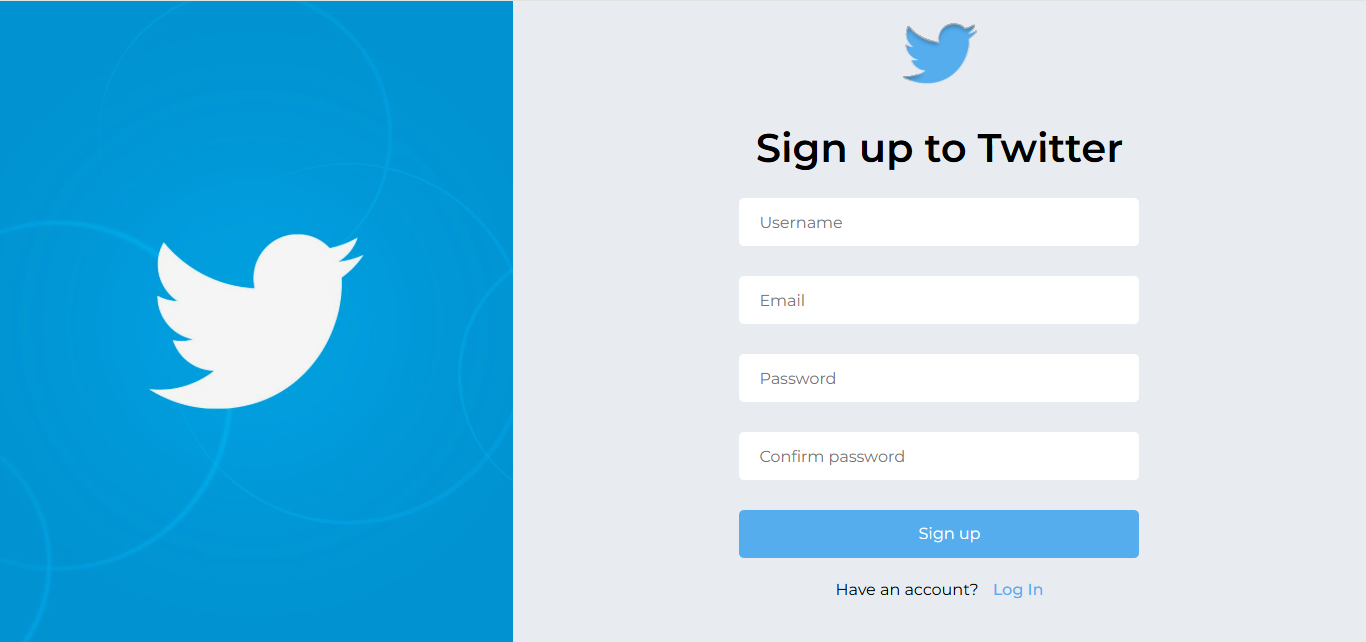 Sign up to Twitter
Username
Email
Password
Confirm password
Sign up
Have an account? Log In